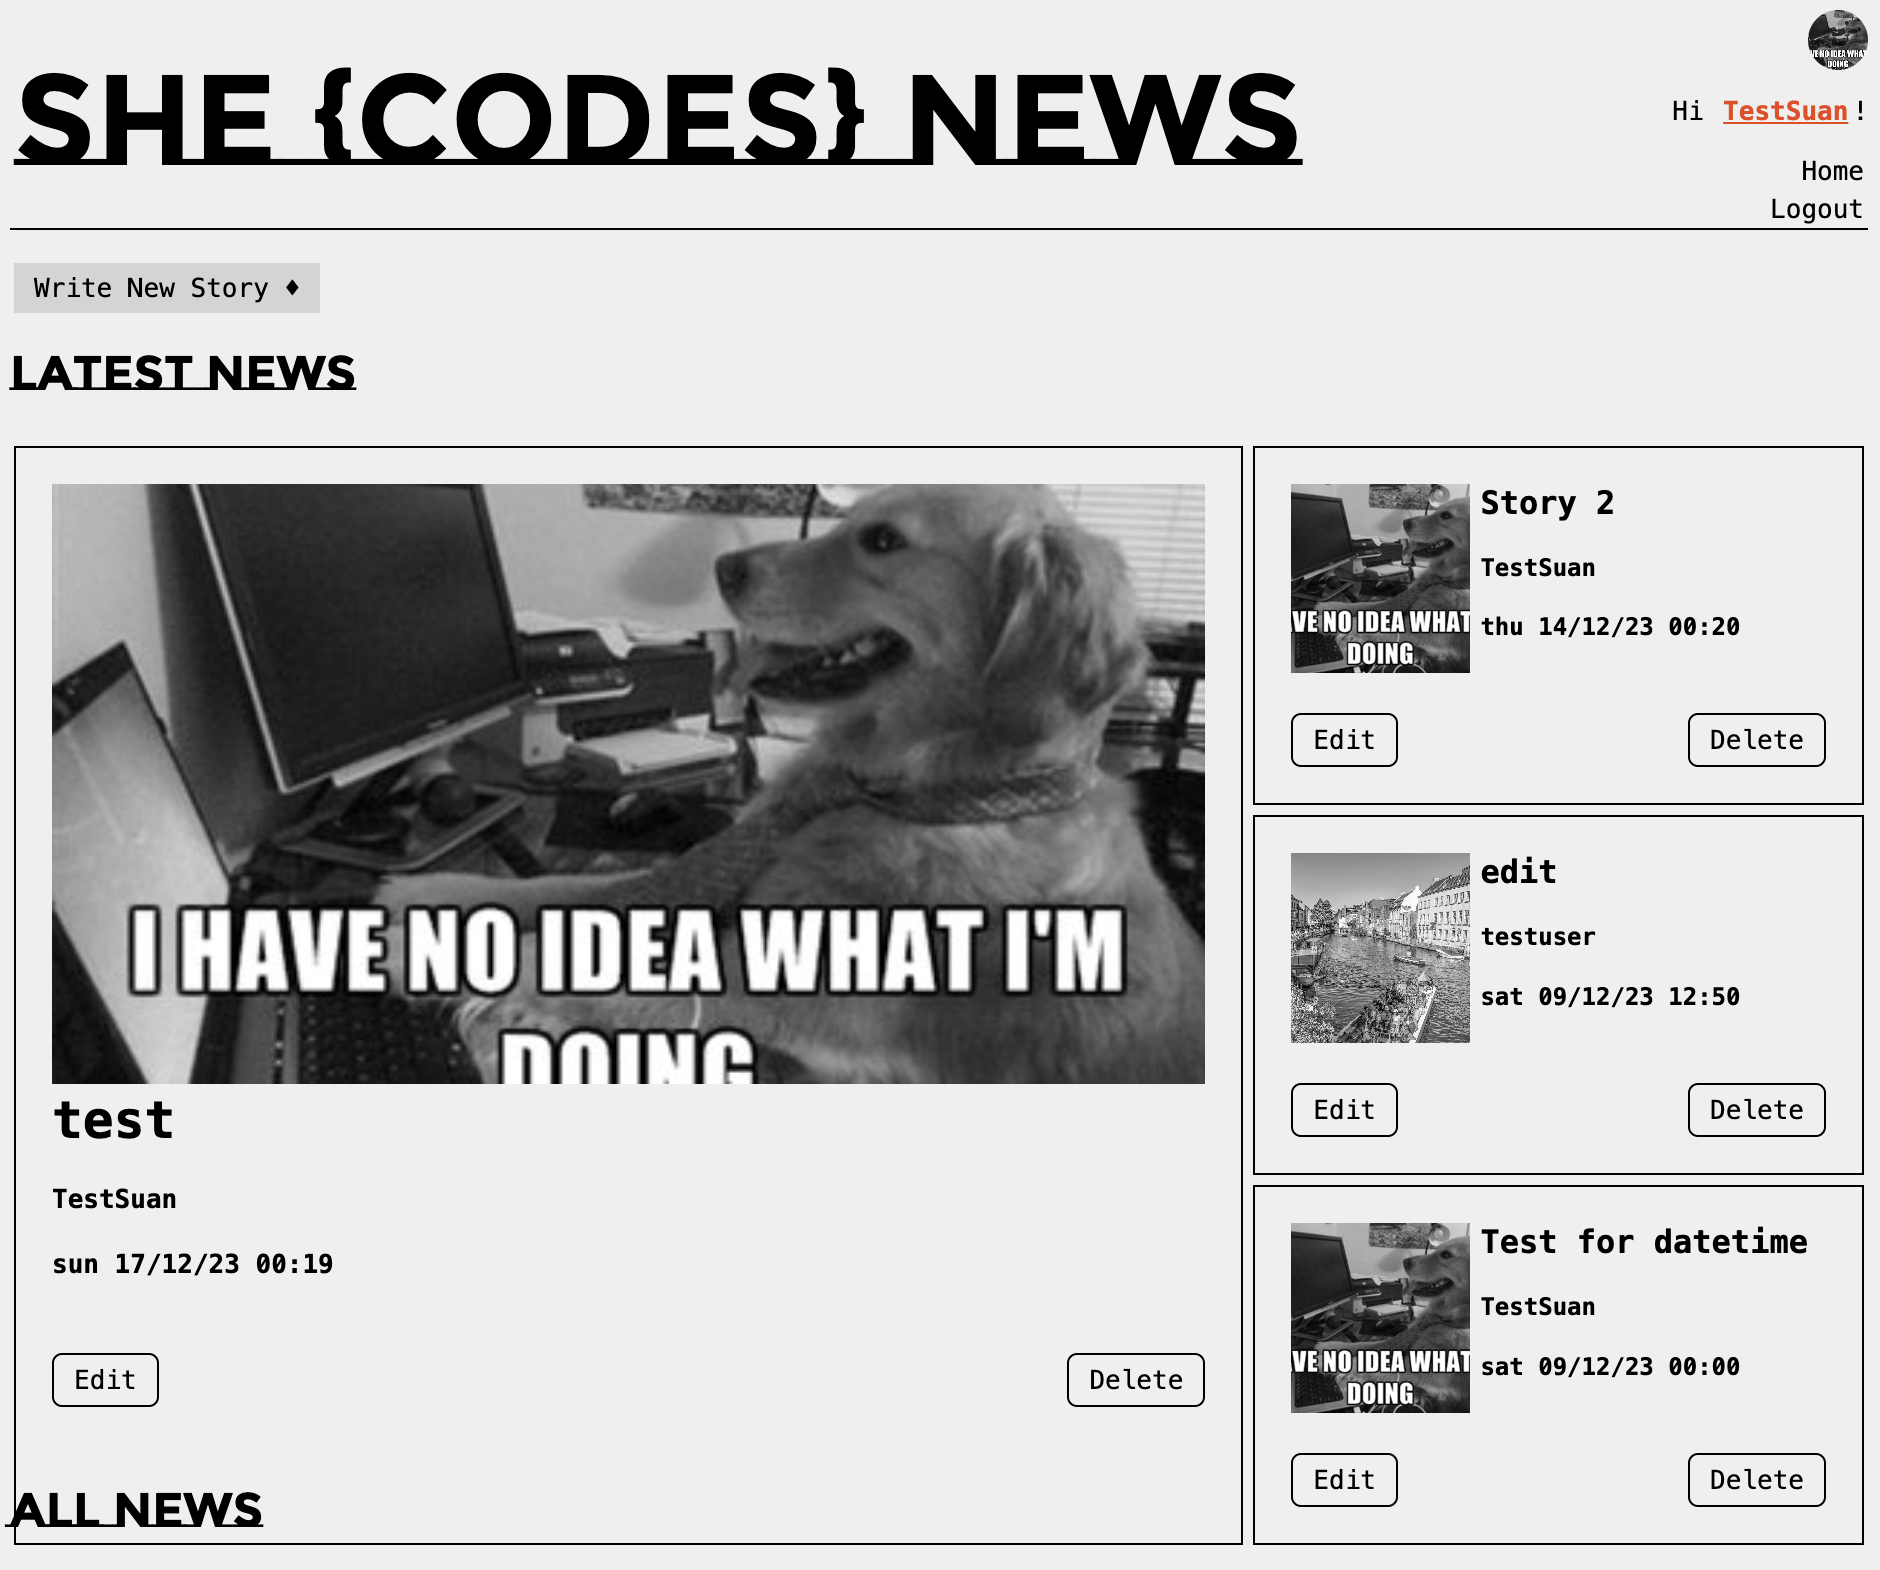 SHE {CODES} NEWS
Hi TestSuan!
Home
Logout
Write New Story ♦
LATEST NEWS
I HAVE NO IDEA WHAT I'M
DOING
test
TestSuan
sun 17/12/23 00:19
Edit
Delete
Story 2
TestSuan
thu 14/12/23 00:20
VE NO IDEA WHAT
DOING
Edit
Delete
edit
testuser
sat 09/12/23 12:50
Edit
Delete
Test for datetime
TestSuan
sat 09/12/23 00:00
VE NO IDEA WHAT
DOING
Edit
Delete
ALL NEWS